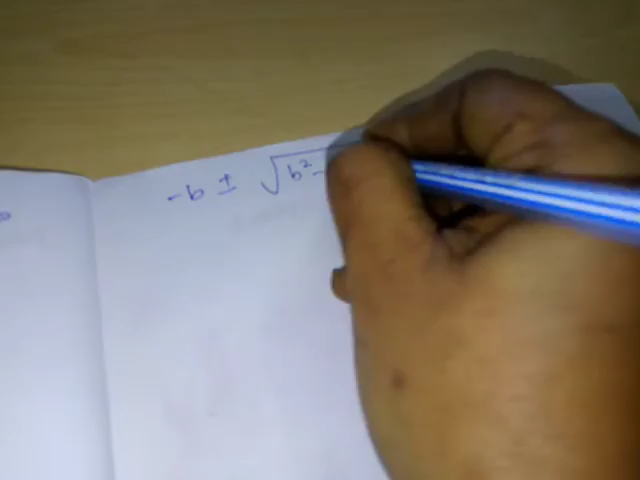 -b ± √b²-